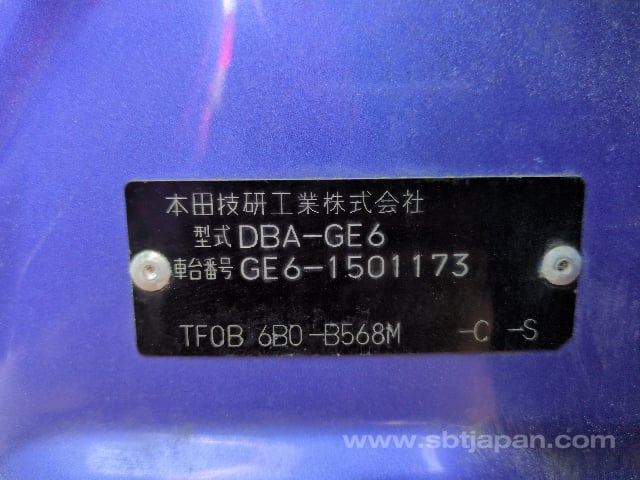 本田技研工業株式会社
型式 DBA-GE6
車台番号 GE6-1501173
TF0B 6B0-B568M -C -S
www.sbtjapan.com